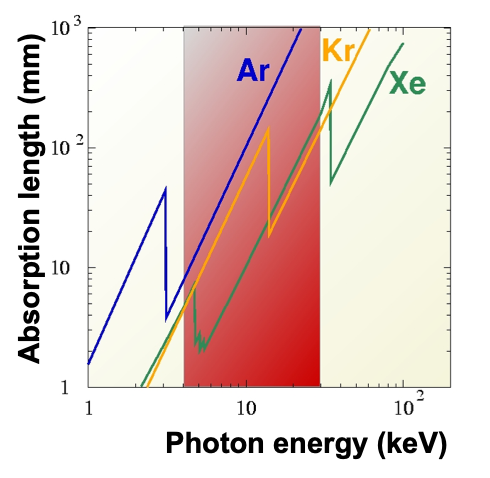 10³
Ar
Kr
Xe
10²
10
1
1
10
10²
Absorption length (mm)
Photon energy (keV)